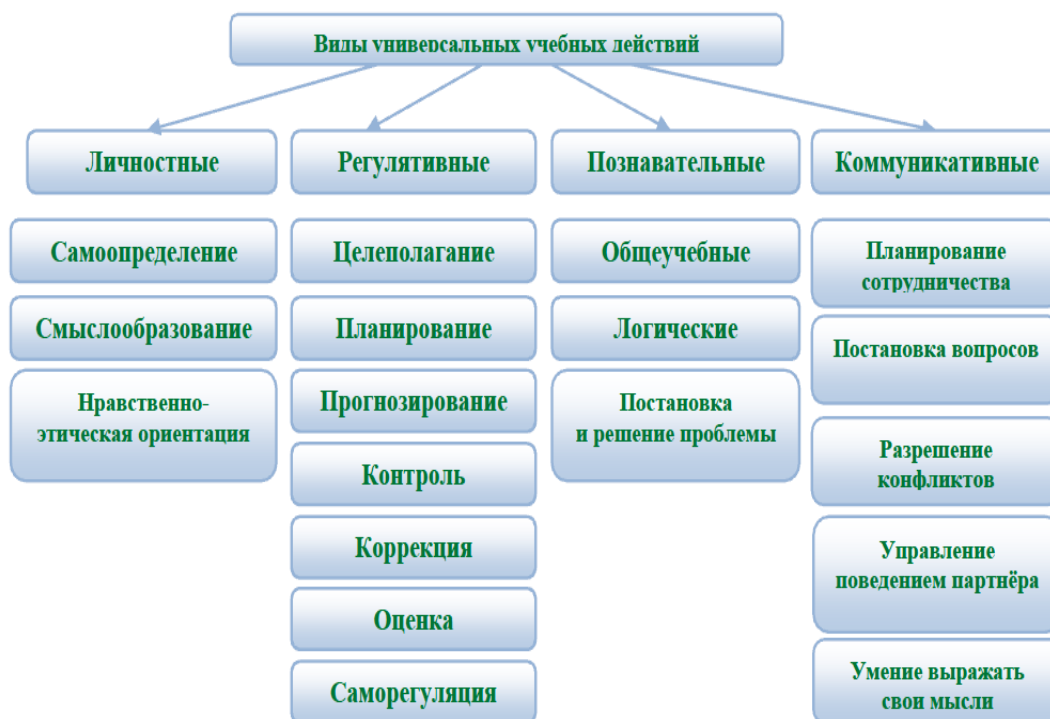 Виды универсальных учебных действий
Личностные
Регулятивные
Познавательные
Коммуникативные
Самоопределение
Смыслообразование
Нравственно-
этическая ориентация
Целеполагание
Планирование
Прогнозирование
Контроль
Коррекция
Оценка
Саморегуляция
Общеучебные
Логические
Постановка
и решение проблемы
Планирование
сотрудничества
Постановка вопросов
Разрешение
конфликтов
Управление
поведением партнёра
Умение выражать
свои мысли